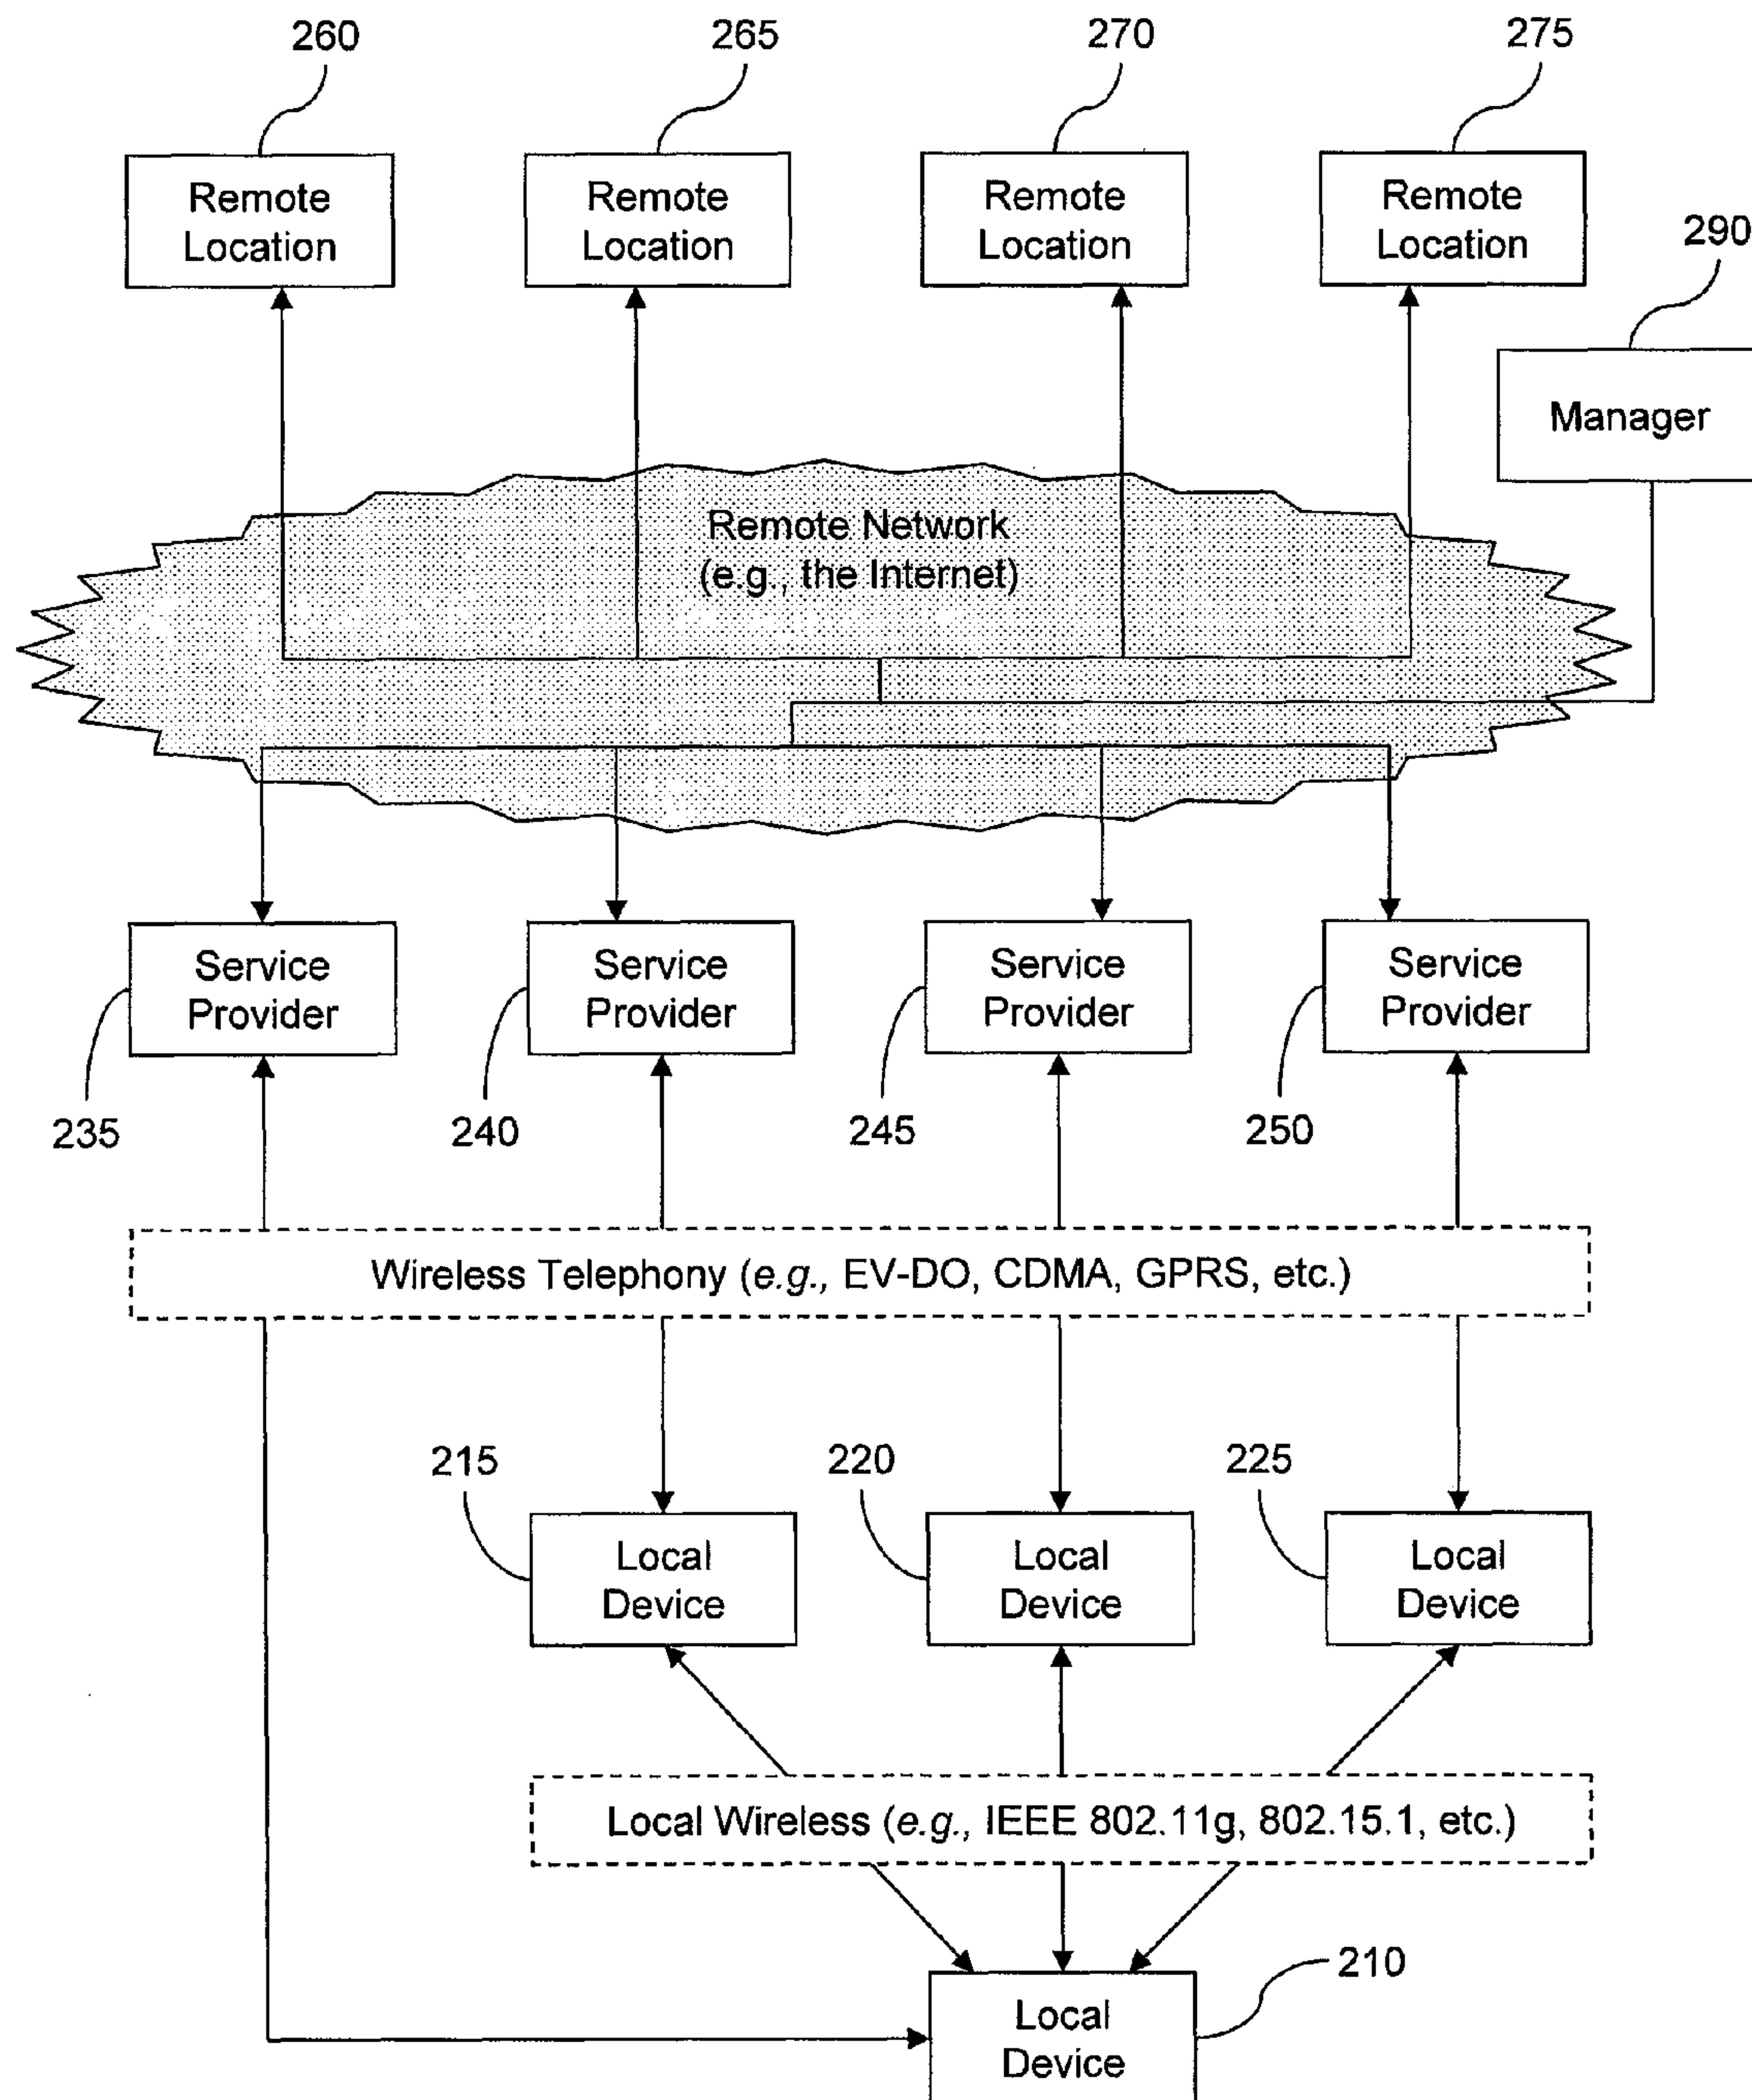 260
265
270
275
Remote
Location
Remote
Location
Remote
Location
Remote
Location
290
Manager
Remote Network
(e.g., the Internet)
Service
Provider
Service
Provider
Service
Provider
Service
Provider
235
240
245
250
Wireless Telephony (e.g., EV-DO, CDMA, GPRS, etc.)
215
220
225
Local
Device
Local
Device
Local
Device
Local Wireless (e.g., IEEE 802.11g, 802.15.1, etc.)
210
Local
Device